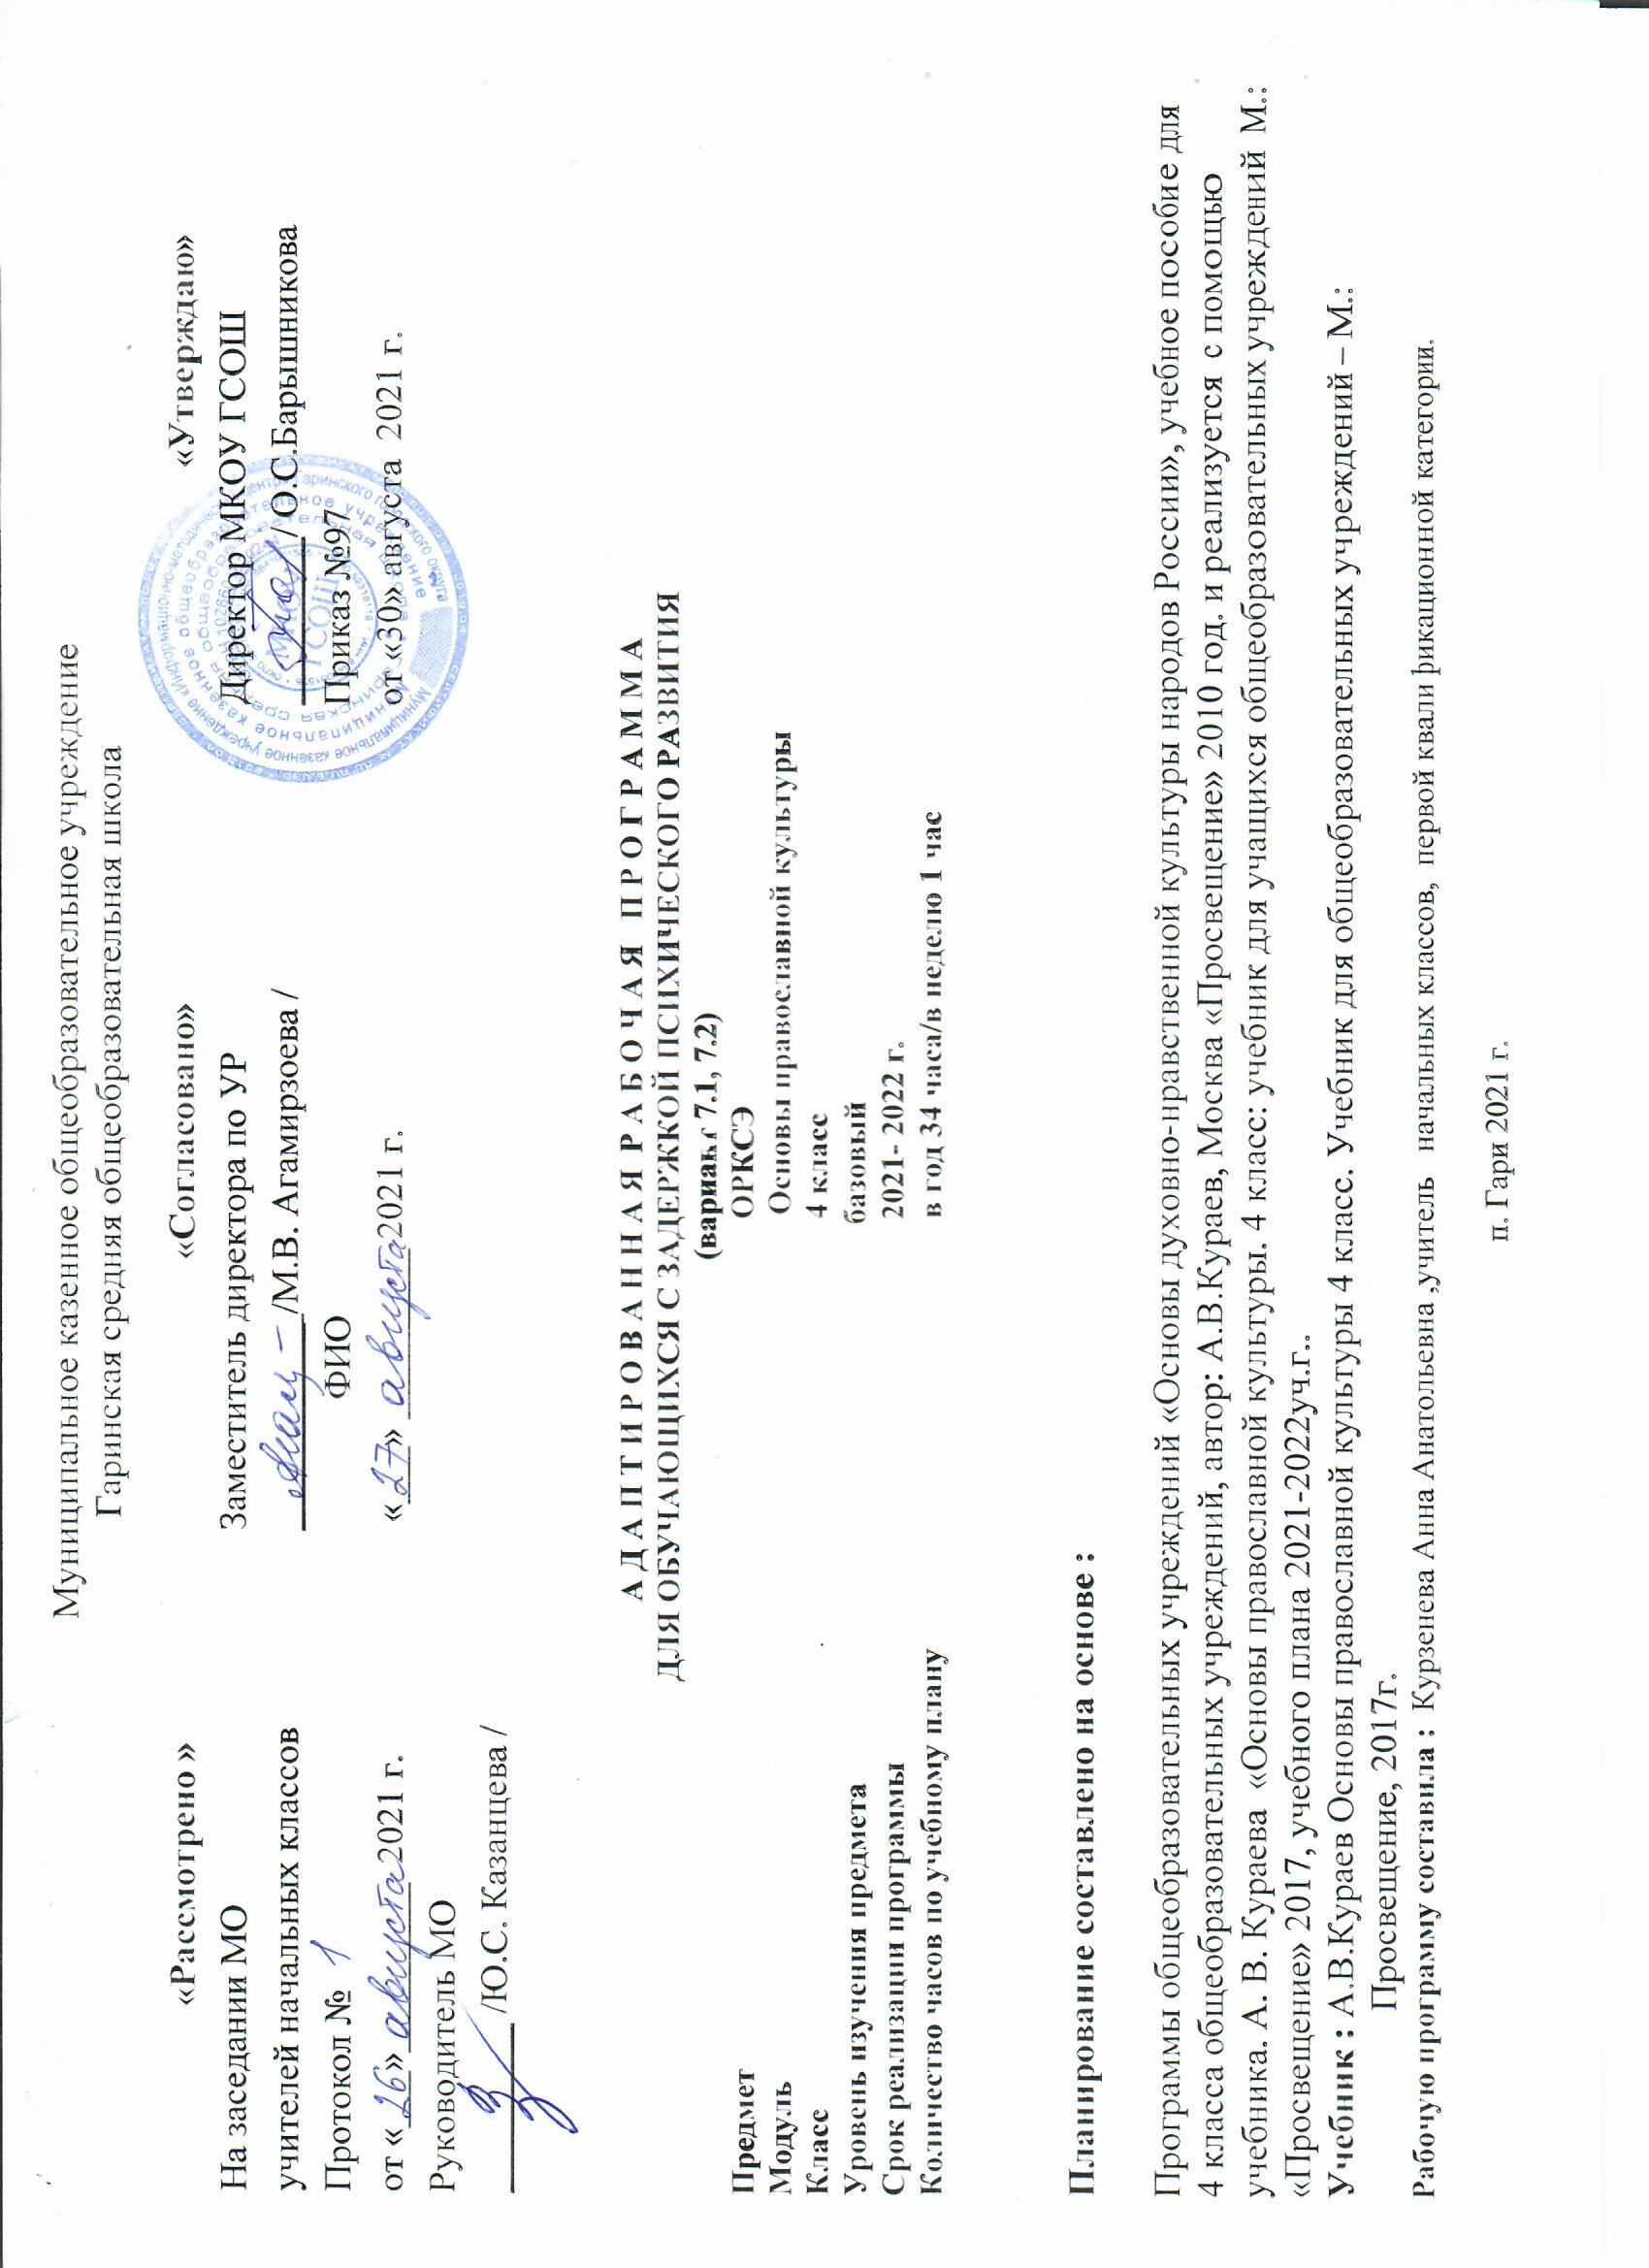 Муниципальное казенное общеобразовательное учреждение
Гаринская средняя общеобразовательная школа
«Рассмотрено »
На заседании МО
учителей начальных классов
Протокол № 1
от « 26» августа 2021 г.
Руководитель МО
/Ю.С. Казанцева /
«Согласовано»
Заместитель директора по УР
/М.В. Агамирзоева /
ФИО
«27» августа 2021 г.
«Утверждаю»
Директор МКОУ ГСОШ
/ О.С.Барышникова
Приказ №97
от «30» августа 2021 г.
А Д А П Т И Р О В А Н Н А Я Р А Б О Ч А Я П Р О Г Р А М М А
ДЛЯ ОБУЧАЮЩИХСЯ С ЗАДЕРЖКОЙ ПСИХИЧЕСКОГО РАЗВИТИЯ
(вариант 7.1, 7.2)
Предмет ОРКСЭ
Модуль Основы православной культуры
Класс 4 класс
Уровень изучения предмета базовый
Срок реализации программы 2021- 2022 г.
Количество часов по учебному плану в год 34 часа/в неделю 1 час
Планирование составлено на основе :
Программы общеобразовательных учреждений «Основы духовно-нравственной культуры народов России», учебное пособие для
4 класса общеобразовательных учреждений, автор: А.В.Кураев, Москва «Просвещение» 2010 год. и реализуется с помощью
учебника. А. В. Кураева «Основы православной культуры. 4 класс: учебник для учащихся общеобразовательных учреждений М.:
«Просвещение» 2017, учебного плана 2021-2022уч.г..
Учебник : А.В.Кураев Основы православной культуры 4 класс. Учебник для общеобразовательных учреждений – М.:
Просвещение, 2017г.
Рабочую программу составила : Курзенева Анна Анатольевна ,учитель начальных классов, первой квалификационной категории.
п. Гари 2021 г.